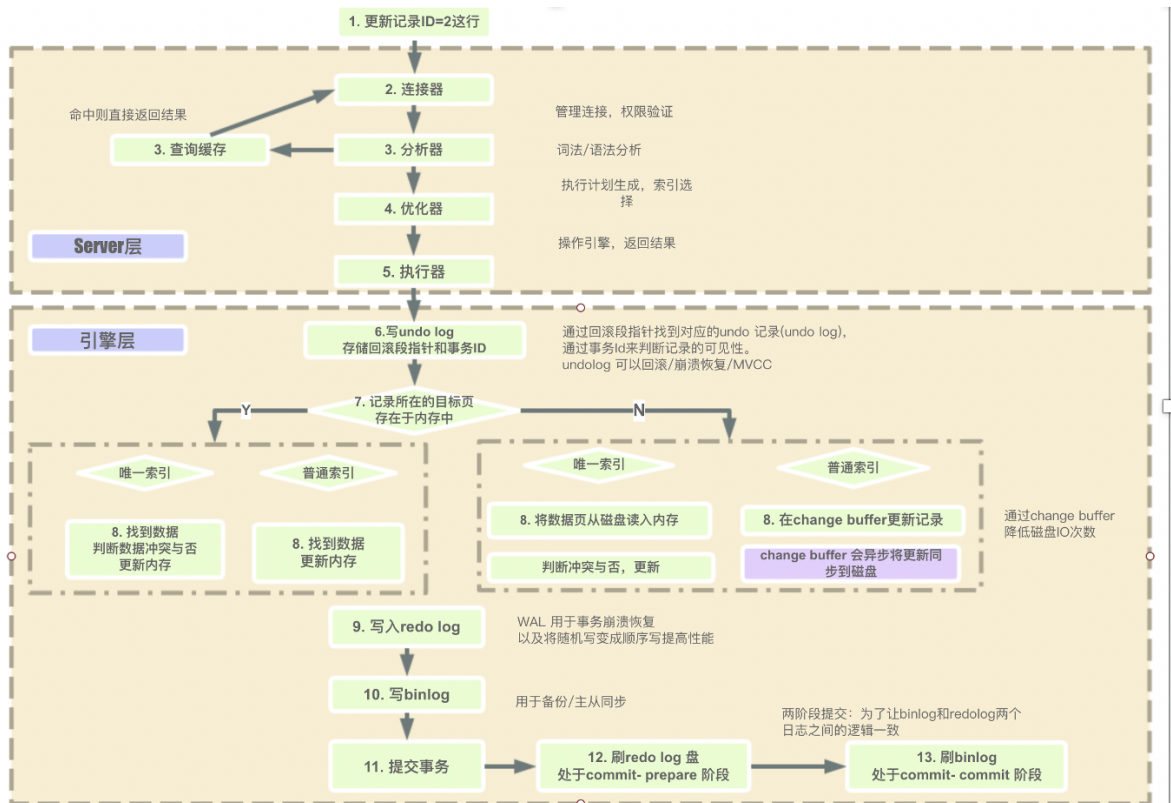 1. 更新记录ID=2这行
2. 连接器
命中则直接返回结果
管理连接，权限验证
3. 查询缓存
3. 分析器
词法/语法分析
执行计划生成，索引选
择
4. 优化器
Server层
操作引擎，返回结果
5. 执行器
引擎层
6.写undo log
存储回滚段指针和事务ID
通过回滚段指针找到对应的undo 记录(undo log),
通过事务Id来判断记录的可见性。
undolog 可以回滚/崩溃恢复/MVCC
7. 记录所在的目标页
存在于内存中
Y
N
唯一索引
普通索引
8. 找到数据
判断数据冲突与否
更新内存
8. 找到数据
更新内存
唯一索引
普通索引
8. 将数据页从磁盘读入内存
判断冲突与否，更新
8. 在change buffer更新记录
change buffer 会异步将更新同
步到磁盘
通过change buffer
降低磁盘IO次数
9. 写入redo log
WAL 用于事务崩溃恢复
以及将随机写变成顺序写提高性能
10. 写binlog
用于备份/主从同步
两阶段提交：为了让binlog和redolog两个
日志之间的逻辑一致
11. 提交事务
12. 刷redo log 盘
处于commit- prepare 阶段
13. 刷binlog
处于commit- commit 阶段